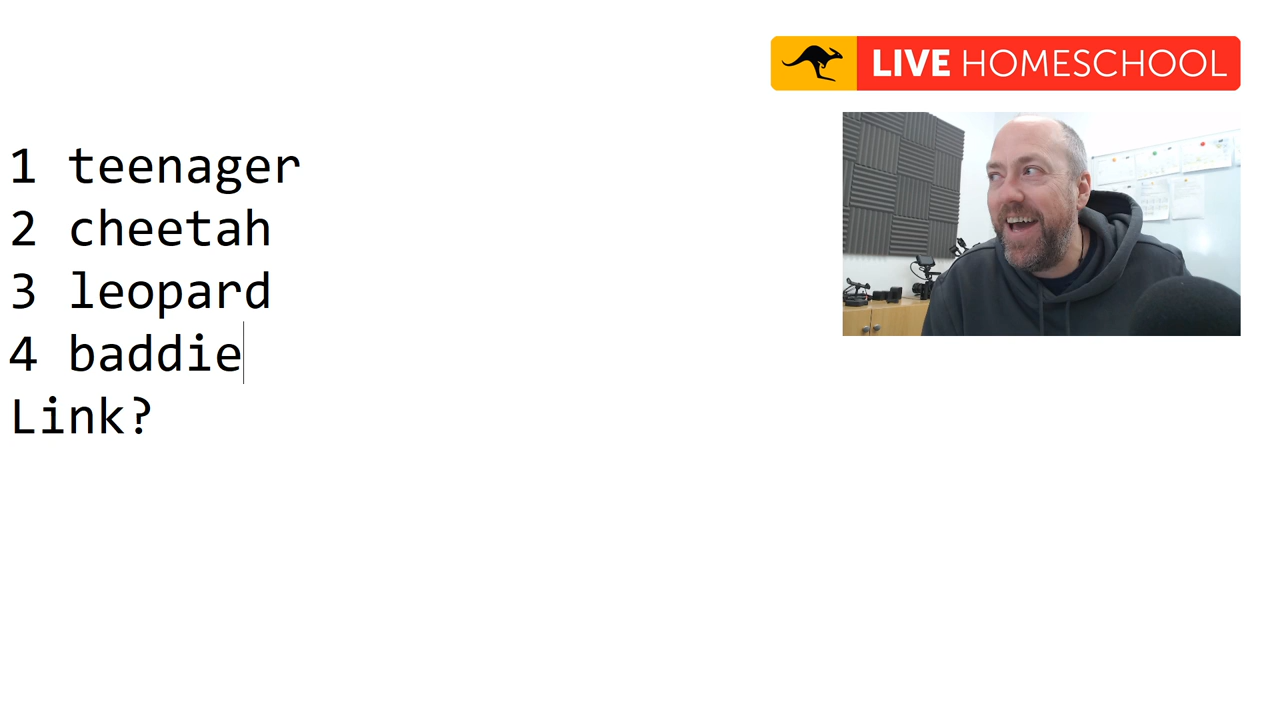 LIVE HOMESCHOOL
1 teenager
2 cheetah
3 leopard
4 baddie
Link?